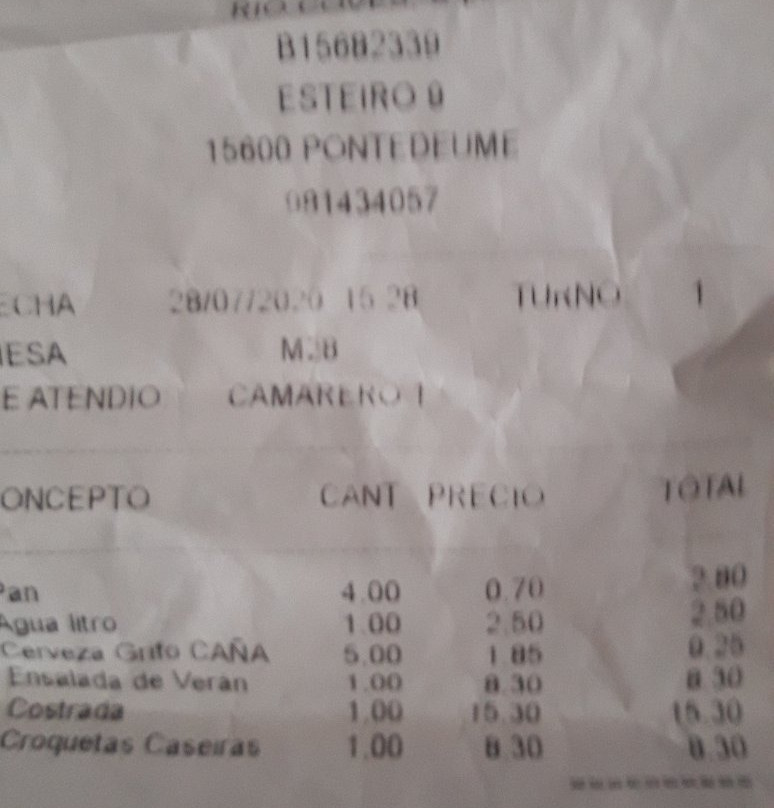 B15682339
ESTEIRO 9
15600 PONTEDEUME
981434057
ECHA 28/07/2020 15:28 TURNO 1
ESA
E ATENDIO CAMARERO 1
ONCEPTO CANT PRECIO TOTAL
Pan 4.00 0.70 2.80
Agua litro 1.00 2.50 2.50
Cerveza Grifo CAÑA 5.00 1.85 9.25
Ensalada de Veran 1.00 8.30 8.30
Costrada 1.00 15.30 15.30
Croquetas Caseiras 1.00 8.30 8.30